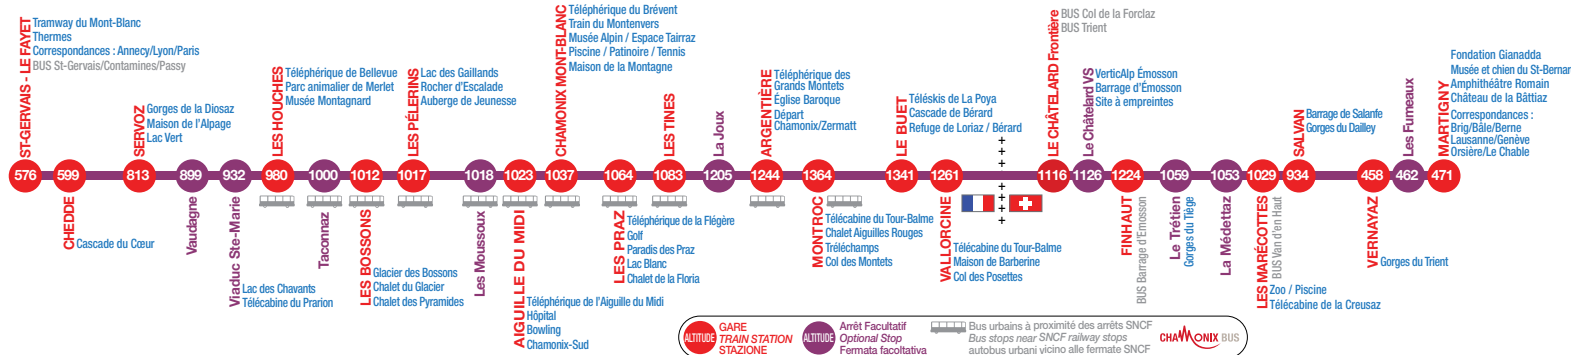 ST-GERVAIS - LE FAYET
Tramway du Mont-Blanc
Thermes
Correspondances : Annecy/Lyon/Paris
BUS St-Gervais/Contamines/Passy
576
599
CHEDDE
Cascade du Cœur
SERVOZ
Gorges de la Diosaz
Maison de l'Alpage
Lac Vert
813
899
Vaudagne
932
Viaduc Ste-Marie
Lac des Chavants
Télécabine du Prarion
LES HOUCHES
Téléphérique de Bellevue
Parc animalier de Merlet
Musée Montagnard
980
1000
Taconnaz
1012
LES BOSSONS
Glacier des Bossons
Chalet du Glacier
Chalet des Pyramides
LES PÉLERINS
Lac des Gaillands
Rocher d'Escalade
Auberge de Jeunesse
1017
1018
Les Moussoux
1023
AIGUILLE DU MIDI
Téléphérique de l'Aiguille du Midi
Hôpital
Bowling
Chamonix-Sud
CHAMONIX MONT-BLANC
Téléphérique du Brévent
Train du Montenvers
Musée Alpin / Espace Tairraz
Piscine / Patinoire / Tennis
Maison de la Montagne
1037
1064
LES PRAZ
Téléphérique de la Flégère
Golf
Paradis des Praz
Lac Blanc
Chalet de la Floria
LES TINES
1083
La Joux
1205
ARGENTIÈRE
Téléphérique des
Grands Montets
Église Baroque
Départ
Chamonix/Zermatt
1244
1364
MONTROC
Télécabine du Tour-Balme
Chalet Aiguilles Rouges
Tréléchamps
Col des Montets
LE BUET
Téléskis de La Poya
Cascade de Bérard
Refuge de Loriaz / Bérard
1341
1261
VALLORCINE
Télécabine du Tour-Balme
Maison de Barberine
Col des Posettes
LE CHÂTELARD Frontière
BUS Col de la Forclaz
BUS Trient
1116
Le Châtelard VS
VerticAlp Émosson
Barrage d'Émosson
Site à empreintes
1126
1224
FINHAUT
BUS Barrage d'Emosson
1059
Le Trétien
Gorges du Tiège
1053
La Médettaz
1029
LES MARÉCOTTES
BUS Van d'en Haut
Zoo / Piscine
Télécabine de la Creusaz
SALVAN
Barrage de Salanfe
Gorges du Dailley
934
458
VERNAYAZ
Gorges du Trient
Les Fumeaux
462
MARTIGNY
Fondation Gianadda
Musée et chien du St-Bernar
Amphithéâtre Romain
Château de la Bâttiaz
Correspondances :
Brig/Bâle/Berne
Lausanne/Genève
Orsière/Le Chable
471
ALTITUDE
GARE
TRAIN STATION
STAZIONE
ALTITUDE
Arrêt Facultatif
Optional Stop
Fermata facoltativa
Bus urbains à proximité des arrêts SNCF
Bus stops near SNCF railway stops
autobus urbani vicino alle fermate SNCF
CHAMONIX BUS